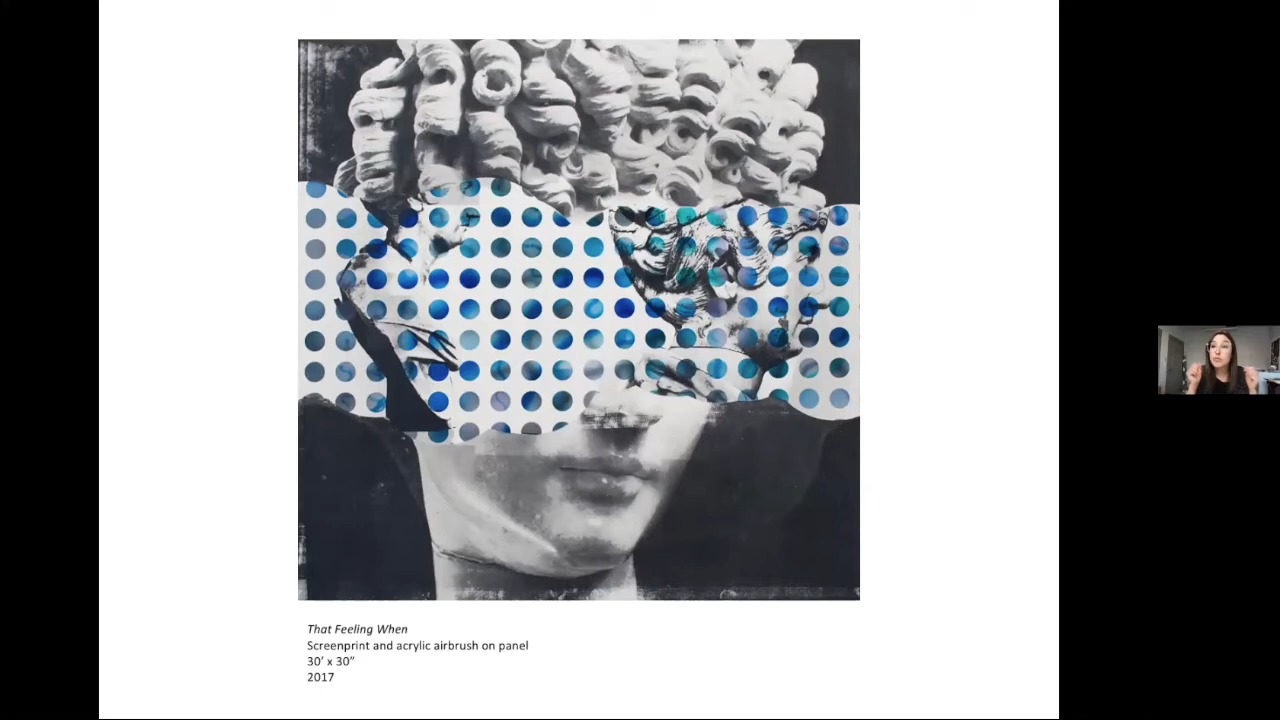 That Feeling When
Screenprint and acrylic airbrush on panel
30’ x 30”
2017